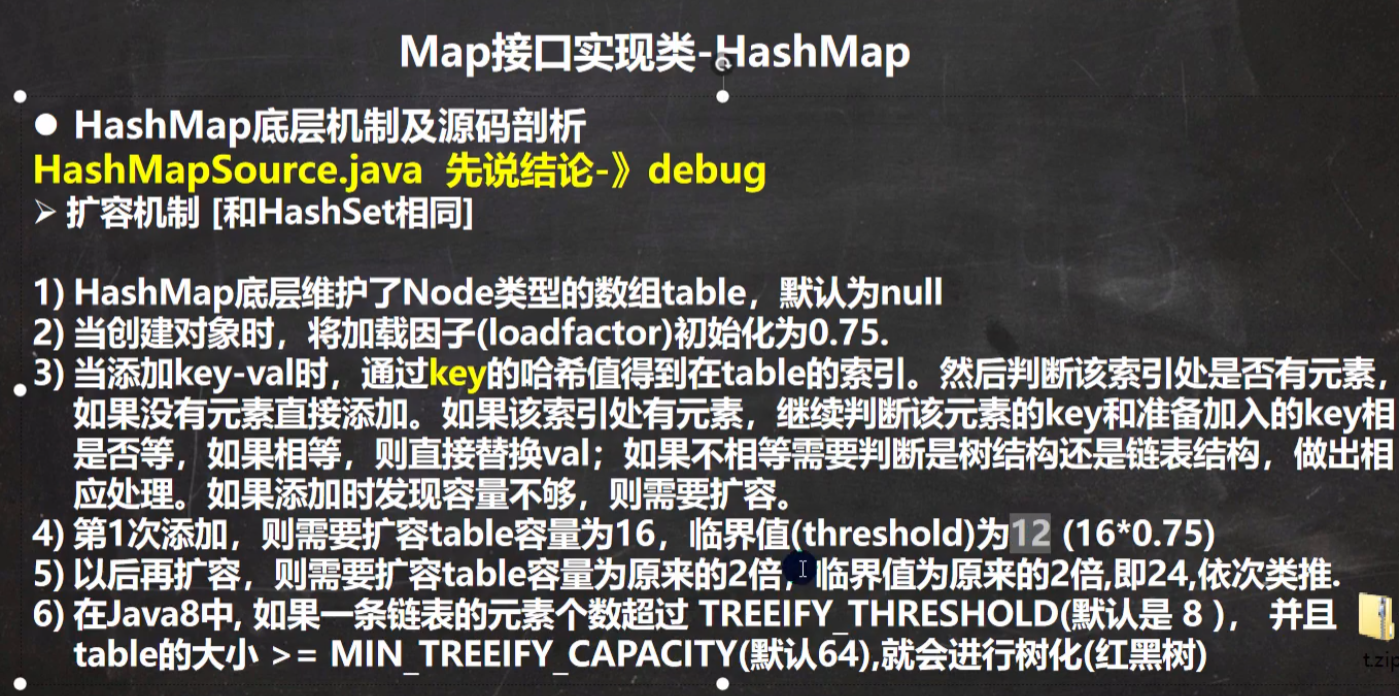 Map接口实现类-HashMap
● HashMap底层机制及源码剖析
HashMapSource.java 先说结论-》debug
➢ 扩容机制 [和HashSet相同]
1) HashMap底层维护了Node类型的数组table，默认为null
2) 当创建对象时，将加载因子(loadfactor)初始化为0.75.
3) 当添加key-val时，通过key的哈希值得到在table的索引。然后判断该索引处是否有元素，
如果没有元素直接添加。如果该索引处有元素，继续判断该元素的key和准备加入的key相
是否等，如果相等，则直接替换val；如果不相等需要判断是树结构还是链表结构，做出相
应处理。如果添加时发现容量不够，则需要扩容。
4) 第1次添加，则需要扩容table容量为16，临界值(threshold)为12 (16*0.75)
5) 以后再扩容，则需要扩容table容量为原来的2倍，临界值为原来的2倍,即24,依次类推.
6) 在Java8中, 如果一条链表的元素个数超过 TREEIFY_THRESHOLD(默认是 8 )， 并且
table的大小 >= MIN_TREEIFY_CAPACITY(默认64),就会进行树化(红黑树)
t.zip